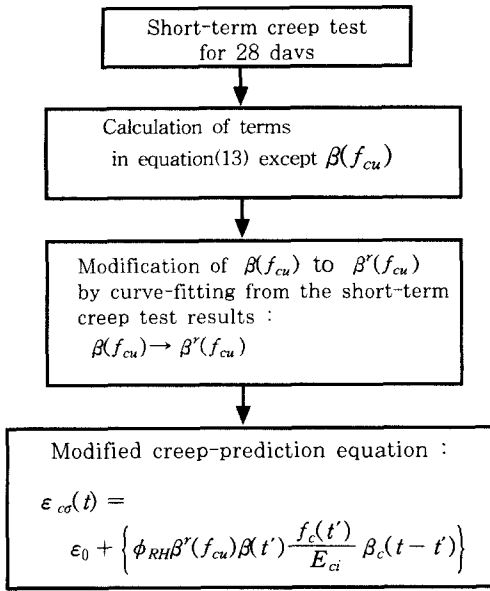 Short-term creep test
for 28 davs
Calculation of terms
in equation(13) except β(f_cu)
Modification of β(f_cu) to β^r(f_cu)
by curve-fitting from the short-term
creep test results :
β(f_cu)→ β^r(f_cu)
Modified creep-prediction equation :
ε_cσ(t) =
ε_0 + { φ_RH β^r(f_cu)β(t′) f_c(t′)/E_ci β_c(t − t′) }